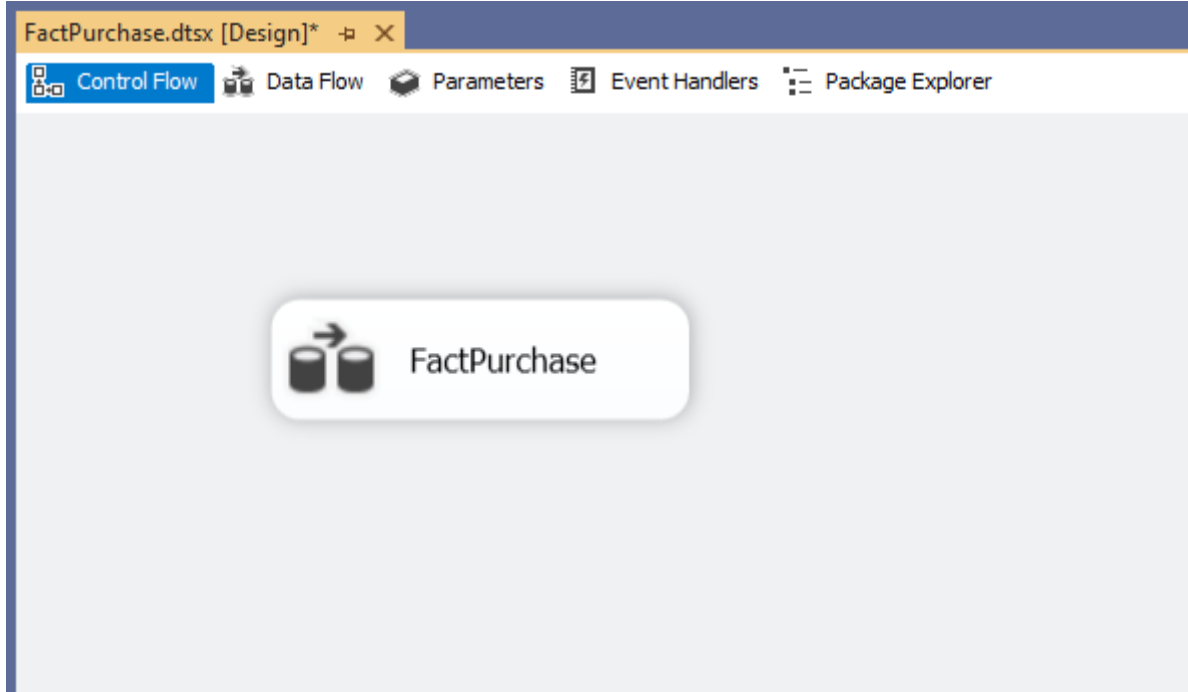 FactPurchase.dtsx [Design]*
Control Flow Data Flow Parameters Event Handlers Package Explorer
FactPurchase